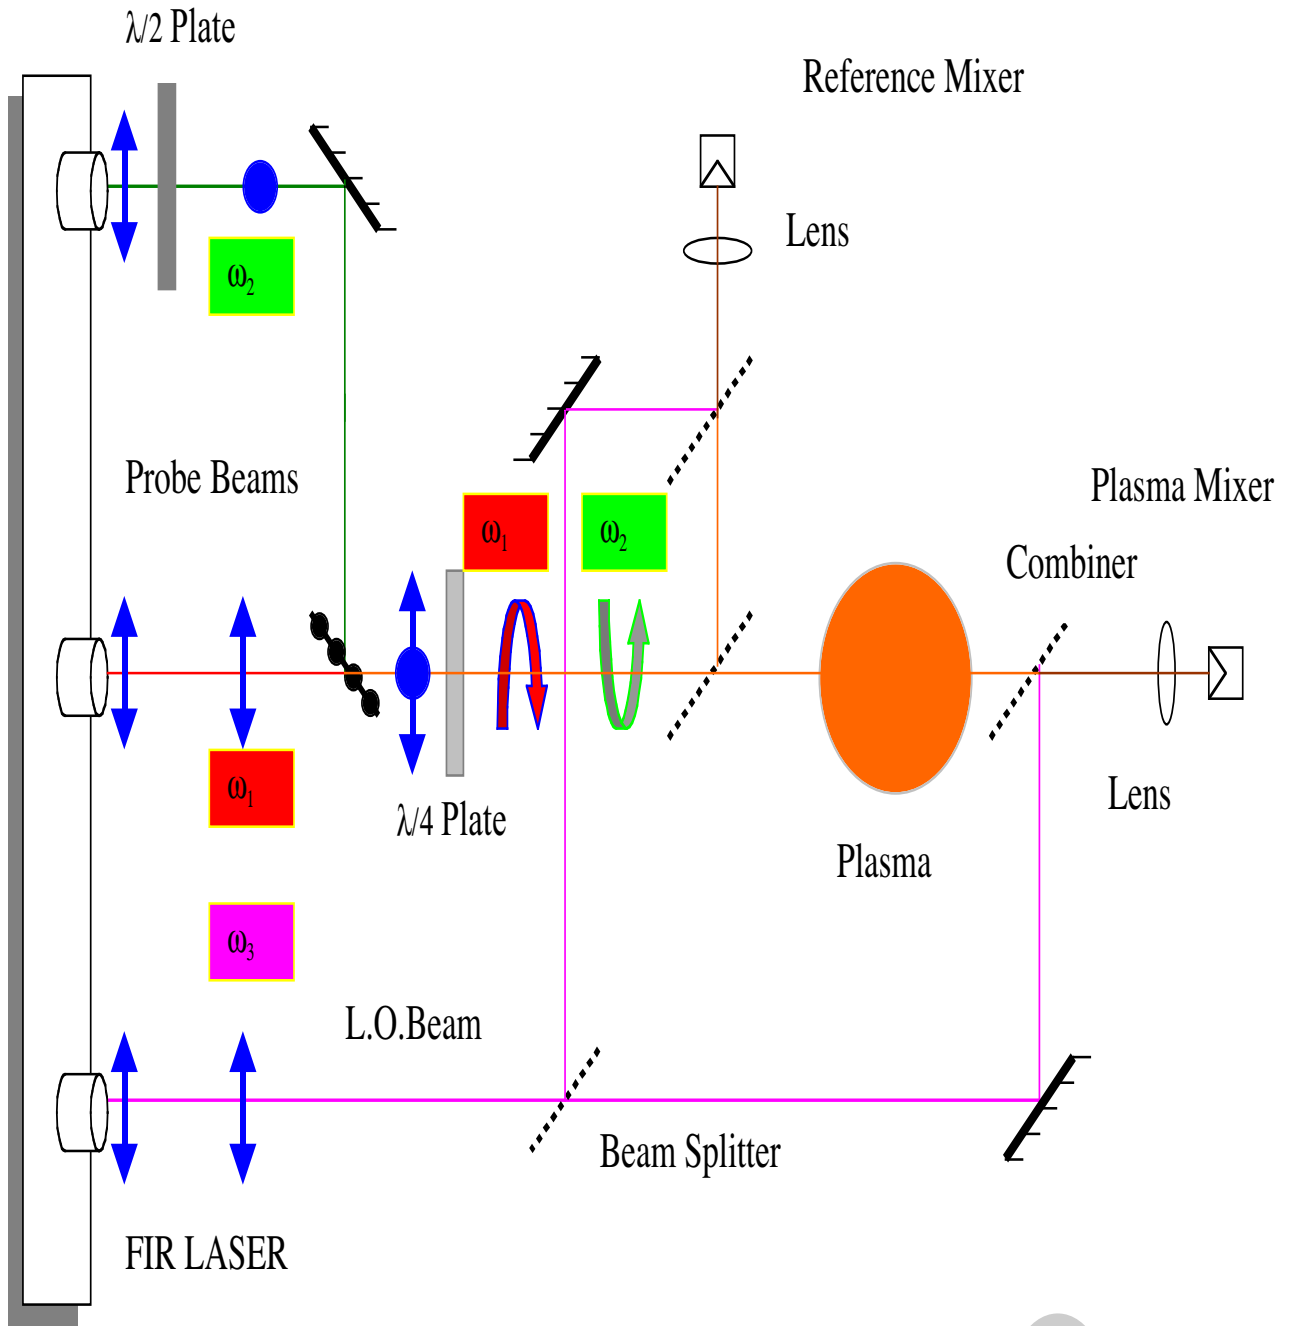 λ/2 Plate
Reference Mixer
Lens
ω2
Probe Beams
Plasma Mixer
ω1
ω2
Combiner
ω1
λ/4 Plate
Lens
Plasma
ω3
L.O.Beam
Beam Splitter
FIR LASER